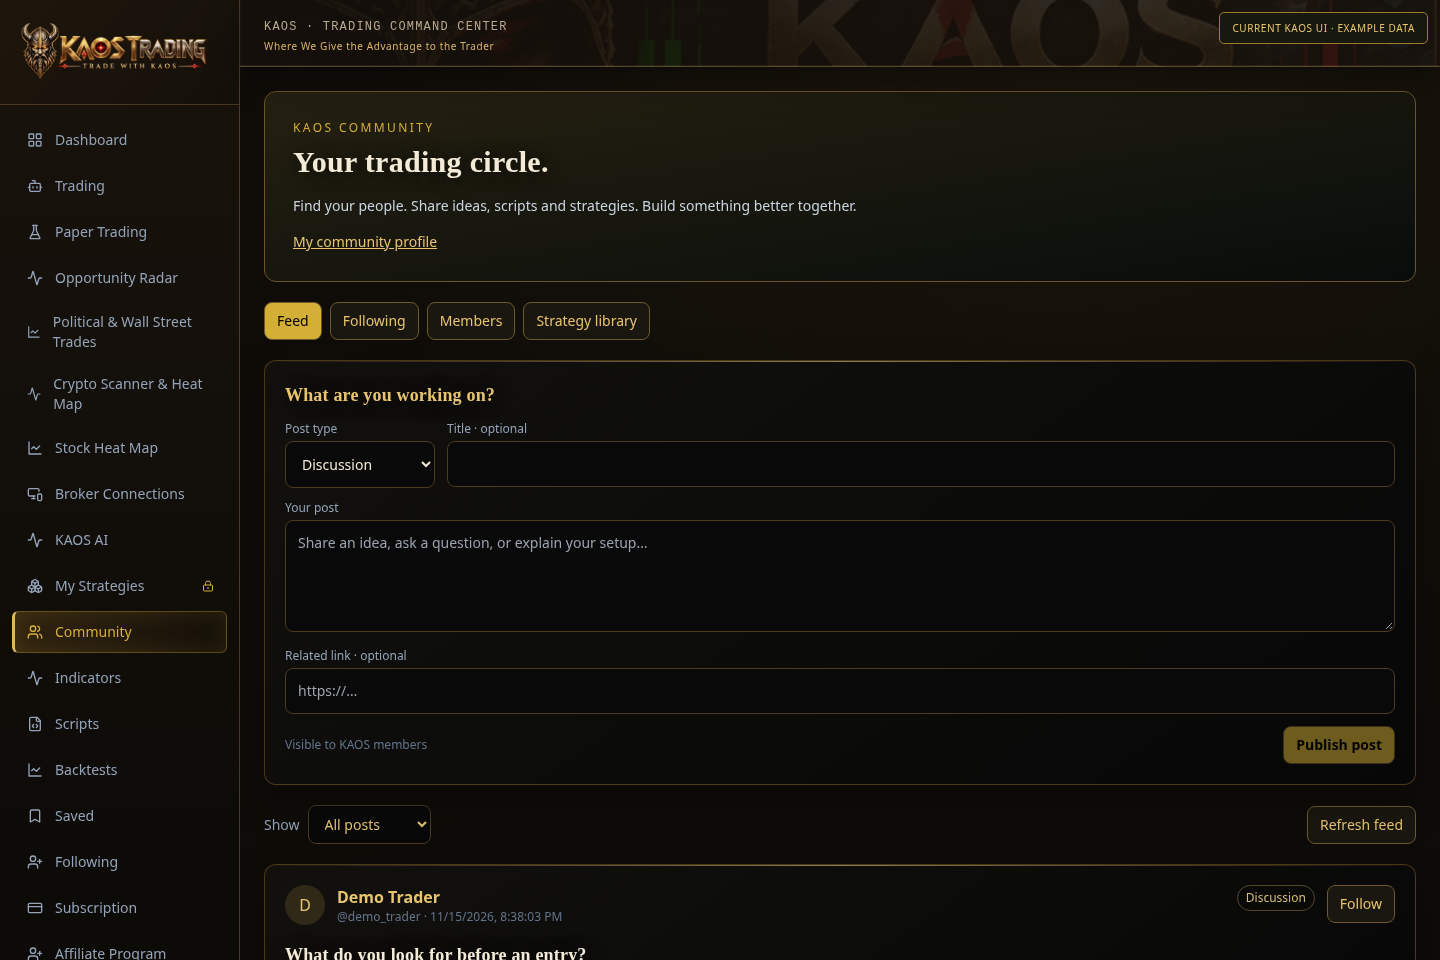 KAOS TRADING
TRADE WITH KAOS
KAOS · TRADING COMMAND CENTER
Where We Give the Advantage to the Trader
KAOS
CURRENT KAOS UI · EXAMPLE DATA
Dashboard
Trading
Paper Trading
Opportunity Radar
Political & Wall Street
Trades
Crypto Scanner & Heat
Map
Stock Heat Map
Broker Connections
KAOS AI
My Strategies
Community
Indicators
Scripts
Backtests
Saved
Following
Subscription
Affiliate Program
KAOS COMMUNITY
Your trading circle.
Find your people. Share ideas, scripts and strategies. Build something better together.
My community profile
Feed
Following
Members
Strategy library
What are you working on?
Post type
Title · optional
Discussion
Your post
Share an idea, ask a question, or explain your setup...
Related link · optional
https://...
Visible to KAOS members
Publish post
Show
All posts
Refresh feed
D
Demo Trader
@demo_trader · 11/15/2026, 8:38:03 PM
Discussion
Follow
What do you look for before an entry?